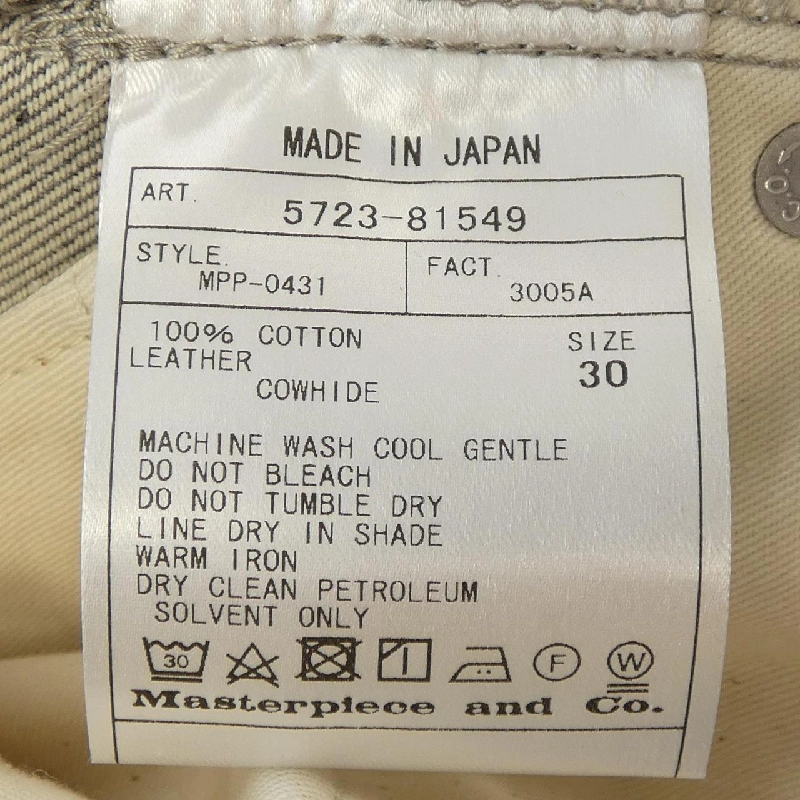 MADE IN JAPAN
ART. 5723-81549
STYLE. MPP-0431
FACT. 3005A
100% COTTON
LEATHER
COWHIDE
SIZE
30
MACHINE WASH COOL GENTLE
DO NOT BLEACH
DO NOT TUMBLE DRY
LINE DRY IN SHADE
WARM IRON
DRY CLEAN PETROLEUM
SOLVENT ONLY
30 F W
Masterpiece and Co.